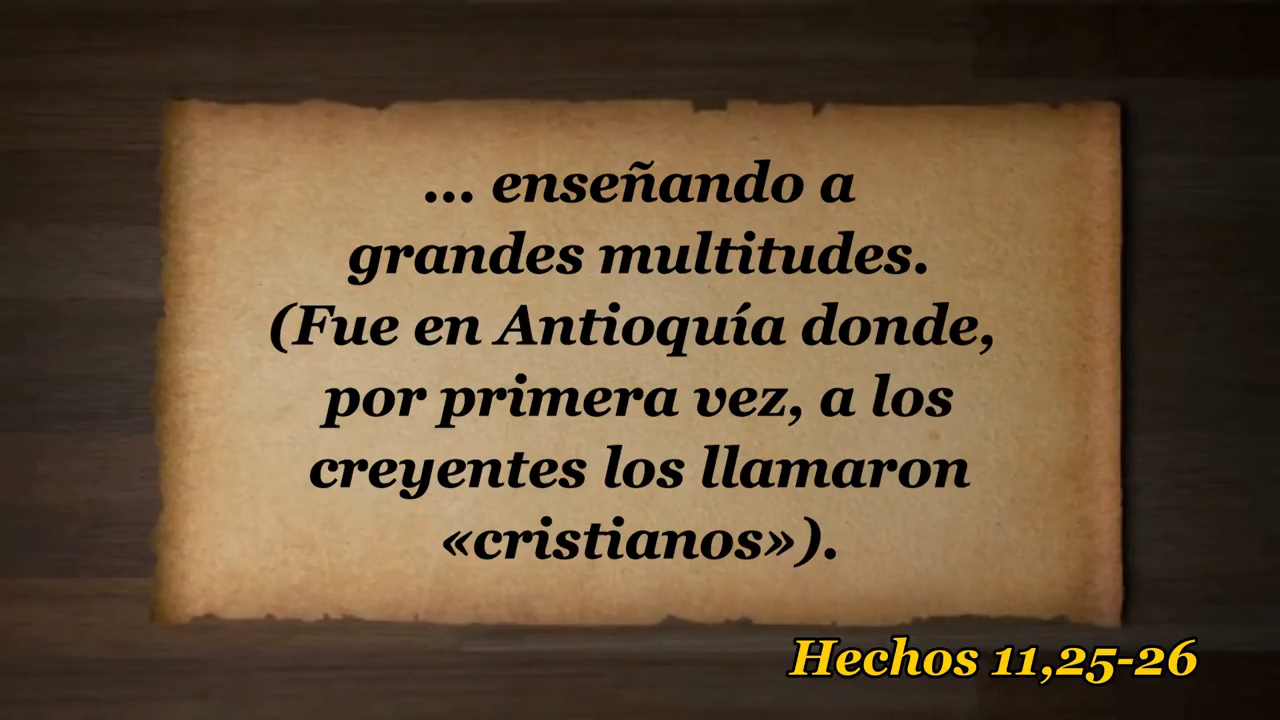 ... enseñando a
grandes multitudes.
(Fue en Antioquía donde,
por primera vez, a los
creyentes los llamaron
«cristianos»).
Hechos 11,25-26